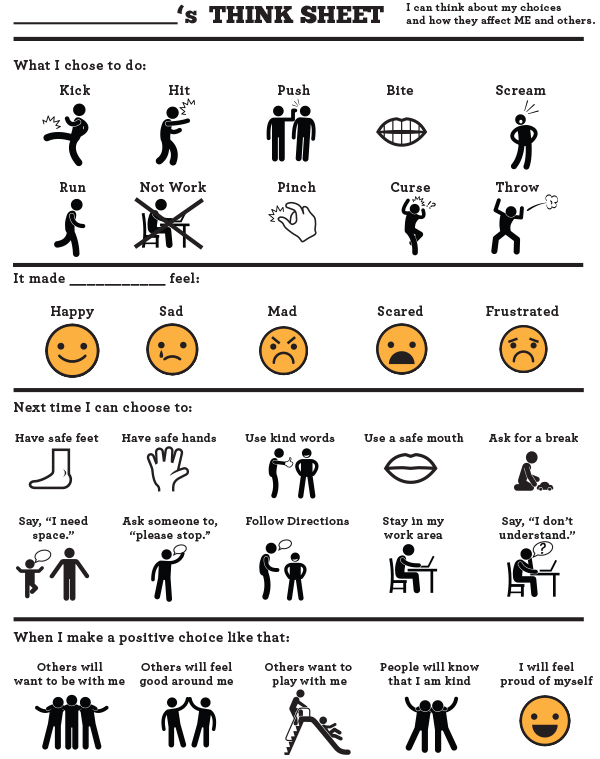 _________________'s THINK SHEET
I can think about my choices
and how they affect ME and others.
What I chose to do:
Kick Hit Push Bite Scream
Run Not Work Pinch Curse Throw
!?
It made ___________ feel:
Happy Sad Mad Scared Frustrated
Next time I can choose to:
Have safe feet Have safe hands Use kind words Use a safe mouth Ask for a break
Say, “I need
space.”
Ask someone to,
“please stop.”
Follow Directions
Stay in my
work area
Say, “I don’t
understand.”
?
When I make a positive choice like that:
Others will
want to be with me
Others will feel
good around me
Others want to
play with me
People will know
that I am kind
I will feel
proud of myself